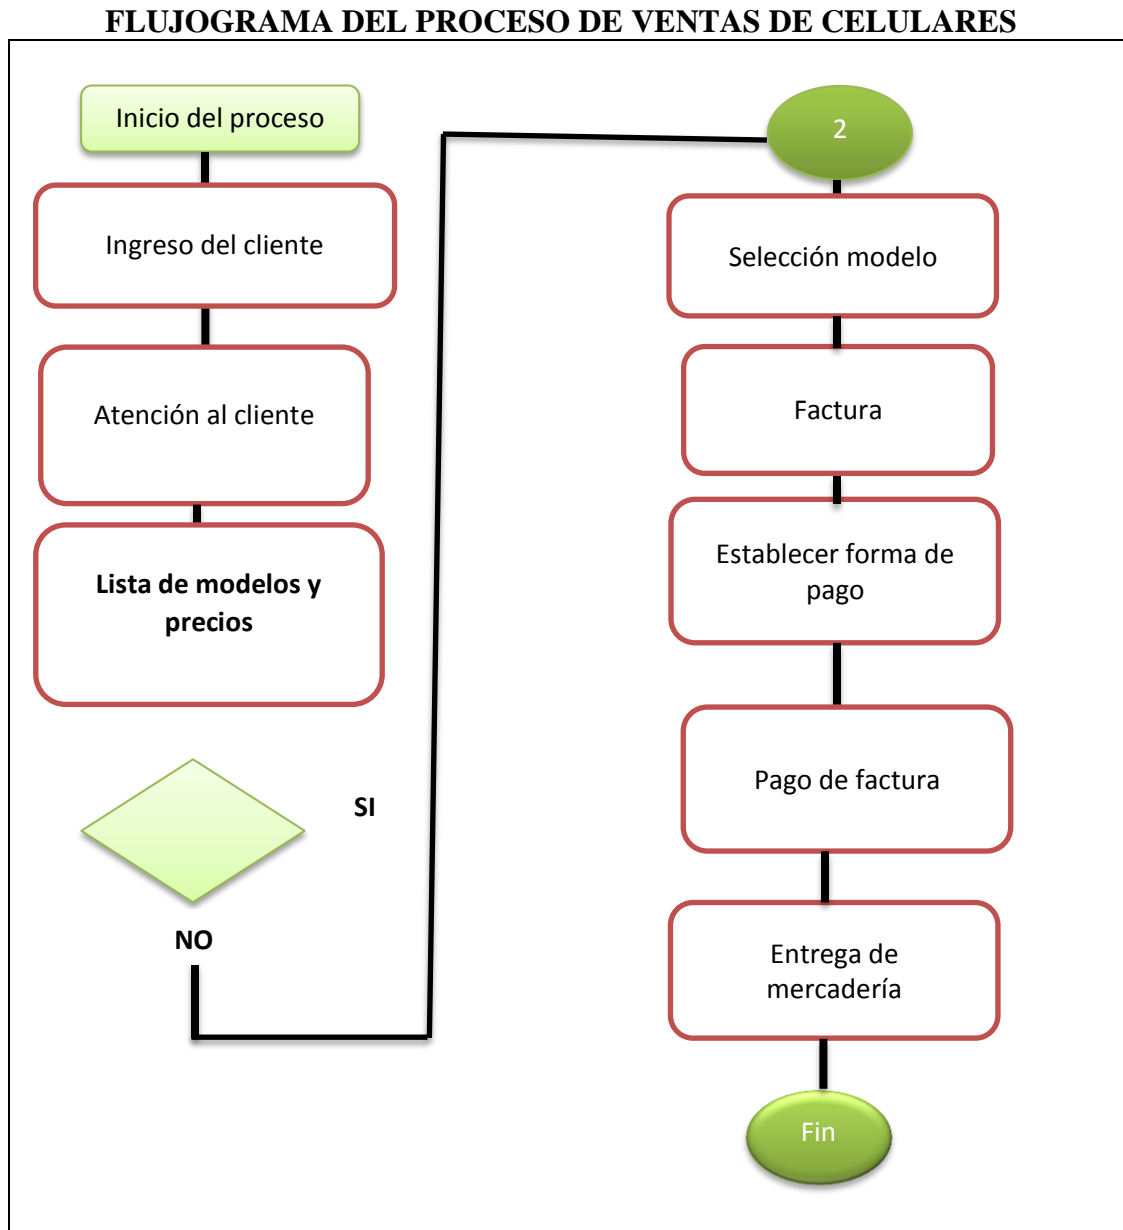 FLUJOGRAMA DEL PROCESO DE VENTAS DE CELULARES
Inicio del proceso
Ingreso del cliente
Atención al cliente
Lista de modelos y
precios
SI
NO
2
Selección modelo
Factura
Establecer forma de
pago
Pago de factura
Entrega de
mercadería
Fin